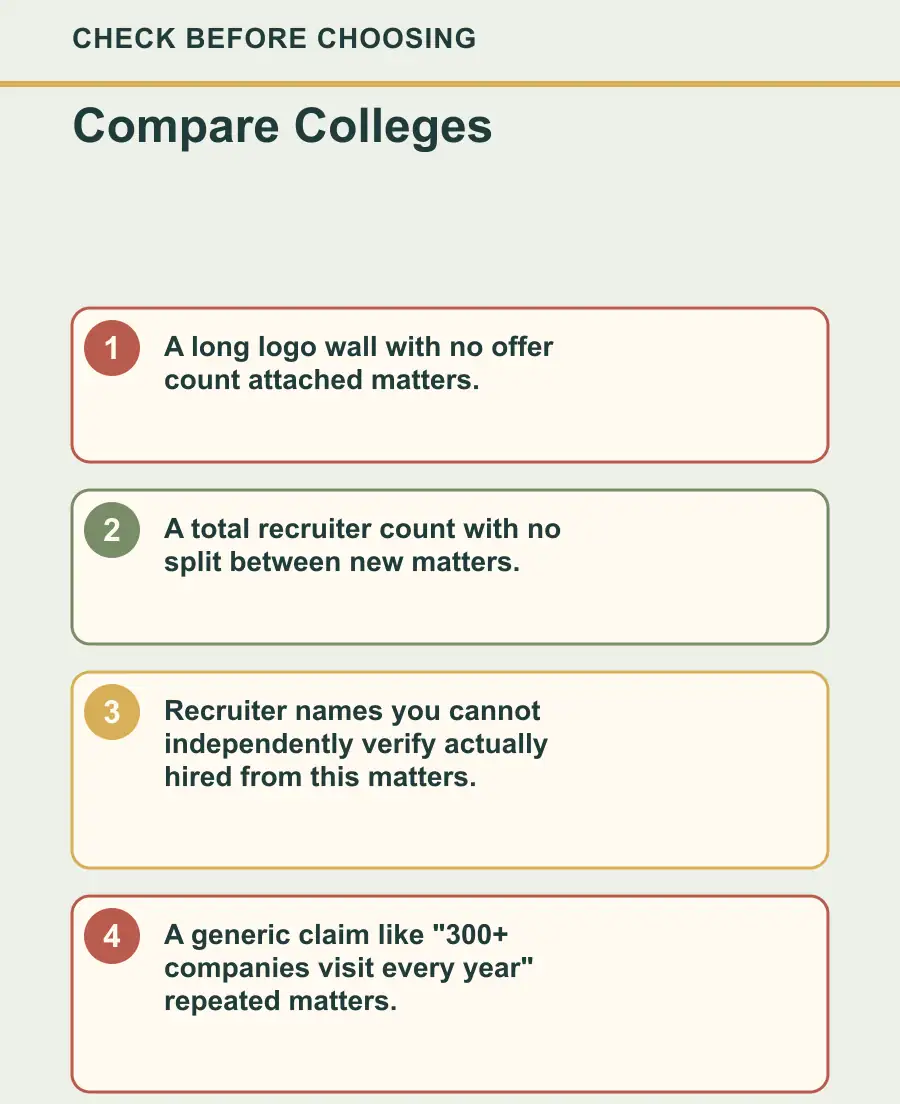 CHECK BEFORE CHOOSING
Compare Colleges
1
A long logo wall with no offer
count attached matters.
2
A total recruiter count with no
split between new matters.
3
Recruiter names you cannot
independently verify actually
hired from this matters.
4
A generic claim like "300+
companies visit every year"
repeated matters.